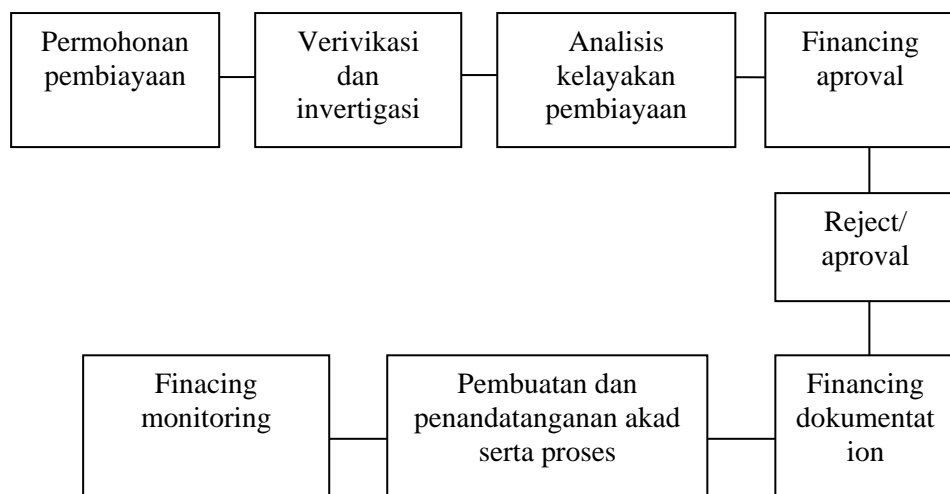 Permohonan
pembiayaan
Verivikasi
dan
invertigasi
Analisis
kelayakan
pembiayaan
Financing
aproval
Reject/
aproval
Financing
dokumentat
ion
Pembuatan dan
penandatanganan akad
serta proses
Finacing
monitoring